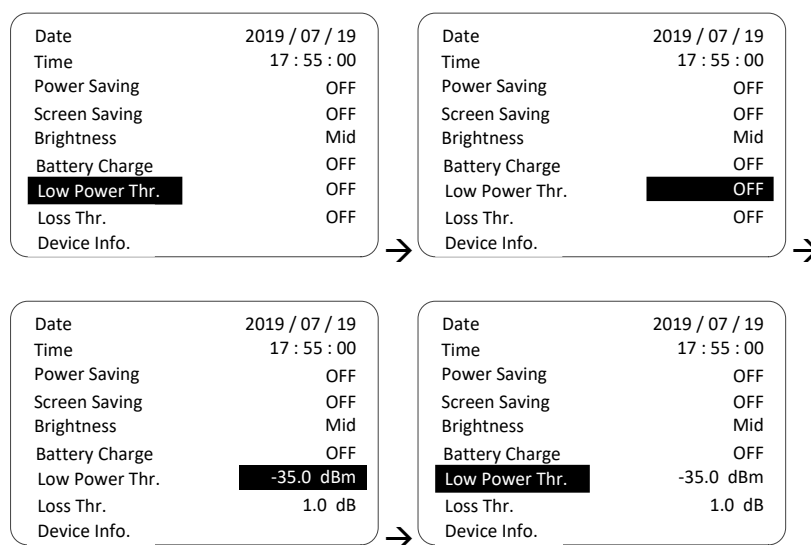 Date 2019 / 07 / 19
Time 17 : 55 : 00
Power Saving OFF
Screen Saving OFF
Brightness Mid
Battery Charge OFF
Low Power Thr. OFF
Loss Thr. OFF
Device Info.
→
Date 2019 / 07 / 19
Time 17 : 55 : 00
Power Saving OFF
Screen Saving OFF
Brightness Mid
Battery Charge OFF
Low Power Thr. OFF
Loss Thr. OFF
Device Info.
→
Date 2019 / 07 / 19
Time 17 : 55 : 00
Power Saving OFF
Screen Saving OFF
Brightness Mid
Battery Charge OFF
Low Power Thr. -35.0 dBm
Loss Thr. 1.0 dB
Device Info.
→
Date 2019 / 07 / 19
Time 17 : 55 : 00
Power Saving OFF
Screen Saving OFF
Brightness Mid
Battery Charge OFF
Low Power Thr. -35.0 dBm
Loss Thr. 1.0 dB
Device Info.